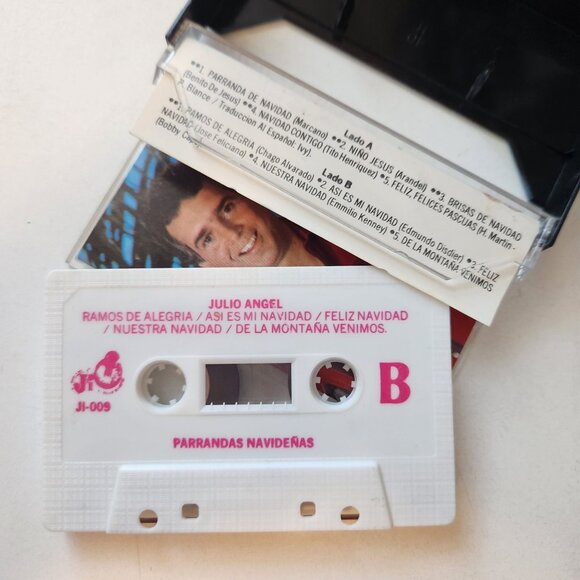 Lado A
**1. PARRANDA DE NAVIDAD (Marcano) **2. NIÑO JESUS (Arandel) **3. BRISAS DE NAVIDAD
(Benito De Jesus) **4. NAVIDAD CONTIGO (Tito Henriquez) *5. FELIZ, FELICES PASCUAS (H. Martin -
P. Blance / Traduccion Al Español: Ivy).
Lado B
*1. RAMOS DE ALEGRIA (Chago Alvarado) *2. ASI ES MI NAVIDAD (Edmundo Disdier) *3. FELIZ
NAVIDAD (Jose Feliciano) *4. NUESTRA NAVIDAD (Emmilio Kenney) *5. DE LA MONTAÑA VENIMOS
(Bobby Capo)
JULIO ANGEL
RAMOS DE ALEGRIA / ASI ES MI NAVIDAD / FELIZ NAVIDAD
/ NUESTRA NAVIDAD / DE LA MONTAÑA VENIMOS.
JI-009
B
PARRANDAS NAVIDEÑAS